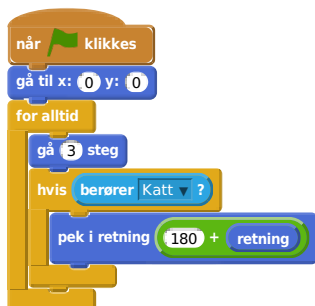 når klikkes
gå til x: 0 y: 0
for alltid
gå 3 steg
hvis berører Katt ?
pek i retning 180 + retning